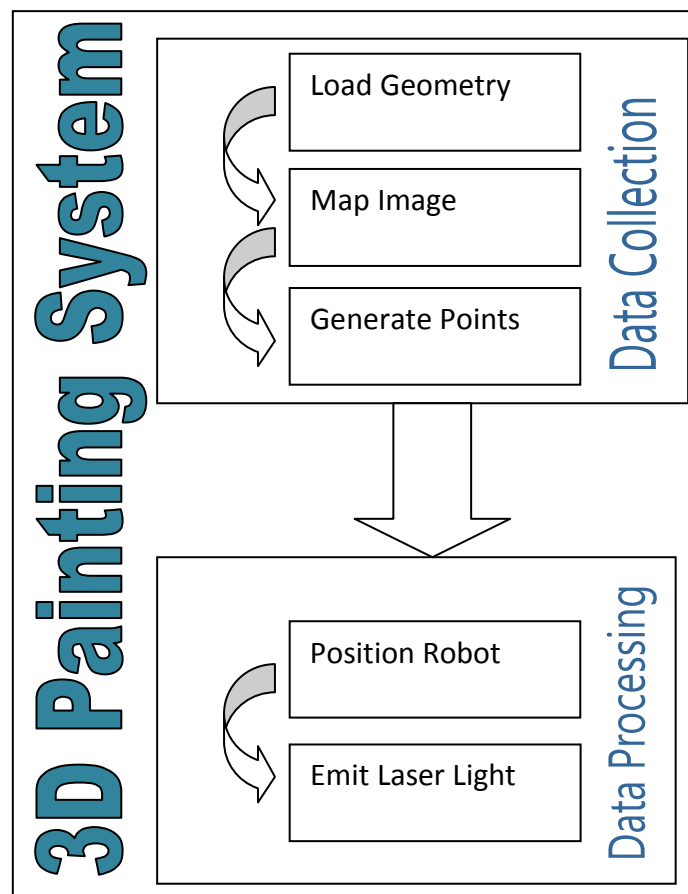 3D Painting System
Data Collection
Load Geometry
Map Image
Generate Points
Data Processing
Position Robot
Emit Laser Light